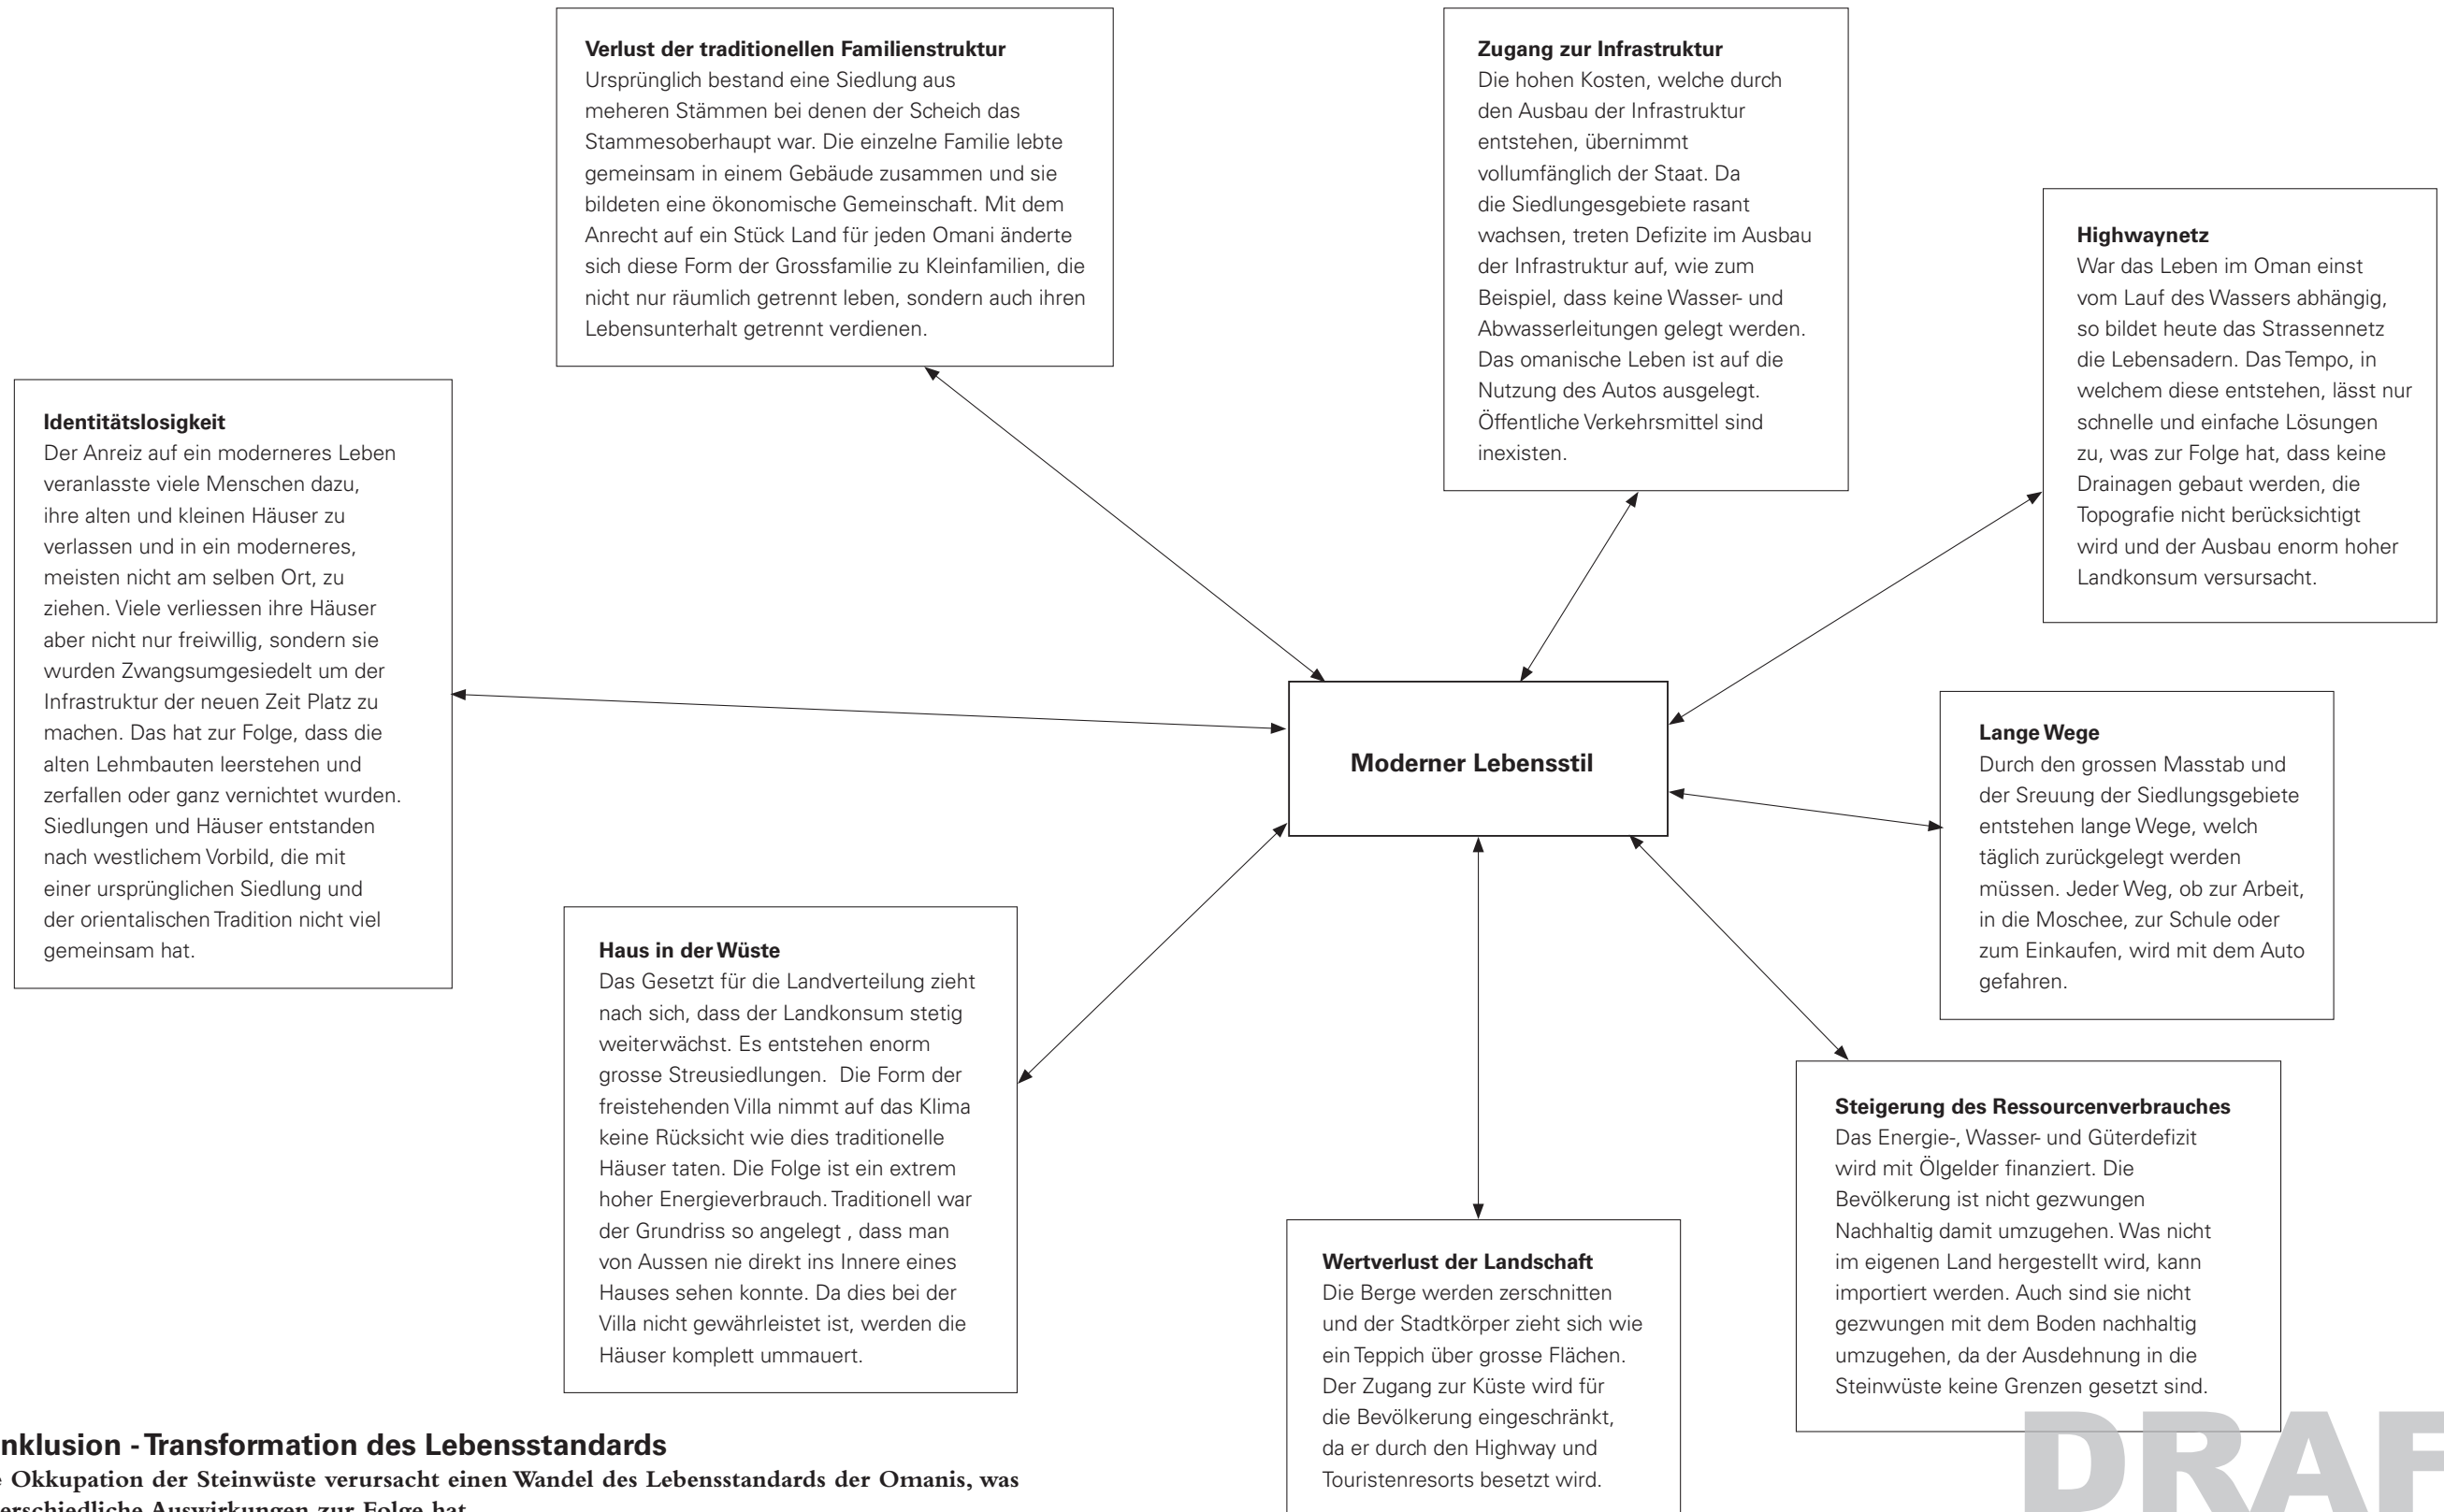 Verlust der traditionellen Familienstruktur
Ursprünglich bestand eine Siedlung aus
meheren Stämmen bei denen der Scheich das
Stammesoberhaupt war. Die einzelne Familie lebte
gemeinsam in einem Gebäude zusammen und sie
bildeten eine ökonomische Gemeinschaft. Mit dem
Anrecht auf ein Stück Land für jeden Omani änderte
sich diese Form der Grossfamilie zu Kleinfamilien, die
nicht nur räumlich getrennt leben, sondern auch ihren
Lebensunterhalt getrennt verdienen.
Zugang zur Infrastruktur
Die hohen Kosten, welche durch
den Ausbau der Infrastruktur
entstehen, übernimmt
vollumfänglich der Staat. Da
die Siedlungesgebiete rasant
wachsen, treten Defizite im Ausbau
der Infrastruktur auf, wie zum
Beispiel, dass keine Wasser- und
Abwasserleitungen gelegt werden.
Das omanische Leben ist auf die
Nutzung des Autos ausgelegt.
Öffentliche Verkehrsmittel sind
inexisten.
Highwaynetz
War das Leben im Oman einst
vom Lauf des Wassers abhängig,
so bildet heute das Strassennetz
die Lebensadern. Das Tempo, in
welchem diese entstehen, lässt nur
schnelle und einfache Lösungen
zu, was zur Folge hat, dass keine
Drainagen gebaut werden, die
Topografie nicht berücksichtigt
wird und der Ausbau enorm hoher
Landkonsum versursacht.
Identitätslosigkeit
Der Anreiz auf ein moderneres Leben
veranlasste viele Menschen dazu,
ihre alten und kleinen Häuser zu
verlassen und in ein moderneres,
meisten nicht am selben Ort, zu
ziehen. Viele verliessen ihre Häuser
aber nicht nur freiwillig, sondern sie
wurden Zwangsumgesiedelt um der
Infrastruktur der neuen Zeit Platz zu
machen. Das hat zur Folge, dass die
alten Lehmbauten leerstehen und
zerfallen oder ganz vernichtet wurden.
Siedlungen und Häuser entstanden
nach westlichem Vorbild, die mit
einer ursprünglichen Siedlung und
der orientalischen Tradition nicht viel
gemeinsam hat.
Moderner Lebensstil
Lange Wege
Durch den grossen Masstab und
der Sreuung der Siedlungsgebiete
entstehen lange Wege, welch
täglich zurückgelegt werden
müssen. Jeder Weg, ob zur Arbeit,
in die Moschee, zur Schule oder
zum Einkaufen, wird mit dem Auto
gefahren.
Haus in der Wüste
Das Gesetzt für die Landverteilung zieht
nach sich, dass der Landkonsum stetig
weiterwächst. Es entstehen enorm
grosse Streusiedlungen.  Die Form der
freistehenden Villa nimmt auf das Klima
keine Rücksicht wie dies traditionelle
Häuser taten. Die Folge ist ein extrem
hoher Energieverbrauch. Traditionell war
der Grundriss so angelegt , dass man
von Aussen nie direkt ins Innere eines
Hauses sehen konnte. Da dies bei der
Villa nicht gewährleistet ist, werden die
Häuser komplett ummauert.
Steigerung des Ressourcenverbrauches
Das Energie-, Wasser- und Güterdefizit
wird mit Ölgelder finanziert. Die
Bevölkerung ist nicht gezwungen
Nachhaltig damit umzugehen. Was nicht
im eigenen Land hergestellt wird, kann
importiert werden. Auch sind sie nicht
gezwungen mit dem Boden nachhaltig
umzugehen, da der Ausdehnung in die
Steinwüste keine Grenzen gesetzt sind.
Wertverlust der Landschaft
Die Berge werden zerschnitten
und der Stadtkörper zieht sich wie
ein Teppich über grosse Flächen.
Der Zugang zur Küste wird für
die Bevölkerung eingeschränkt,
da er durch den Highway und
Touristenresorts besetzt wird.
nklusion - Transformation des Lebensstandards
e Okkupation der Steinwüste verursacht einen Wandel des Lebensstandards der Omanis, was
erschiedliche Auswirkungen zur Folge hat
DRAF